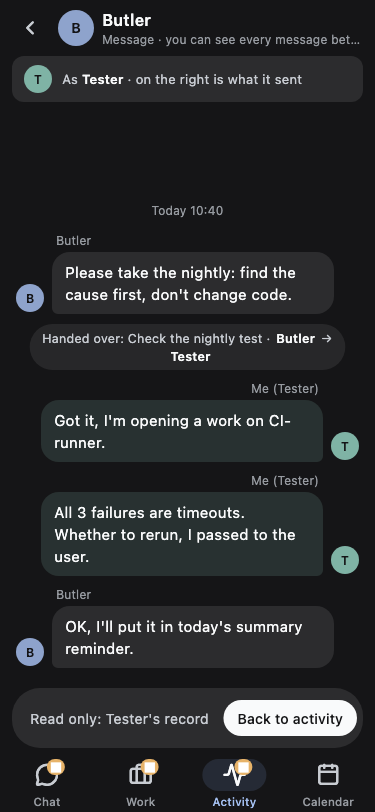 B
Butler
Message · you can see every message bet...
T
As Tester · on the right is what it sent
Today 10:40
Butler
Please take the nightly: find the
cause first, don't change code.
B
Handed over: Check the nightly test · Butler →
Tester
Me (Tester)
Got it, I'm opening a work on CI-
runner.
T
Me (Tester)
All 3 failures are timeouts.
Whether to rerun, I passed to the
user.
T
Butler
OK, I'll put it in today's summary
reminder.
B
Read only: Tester's record
Back to activity
Chat
Work
Activity
Calendar